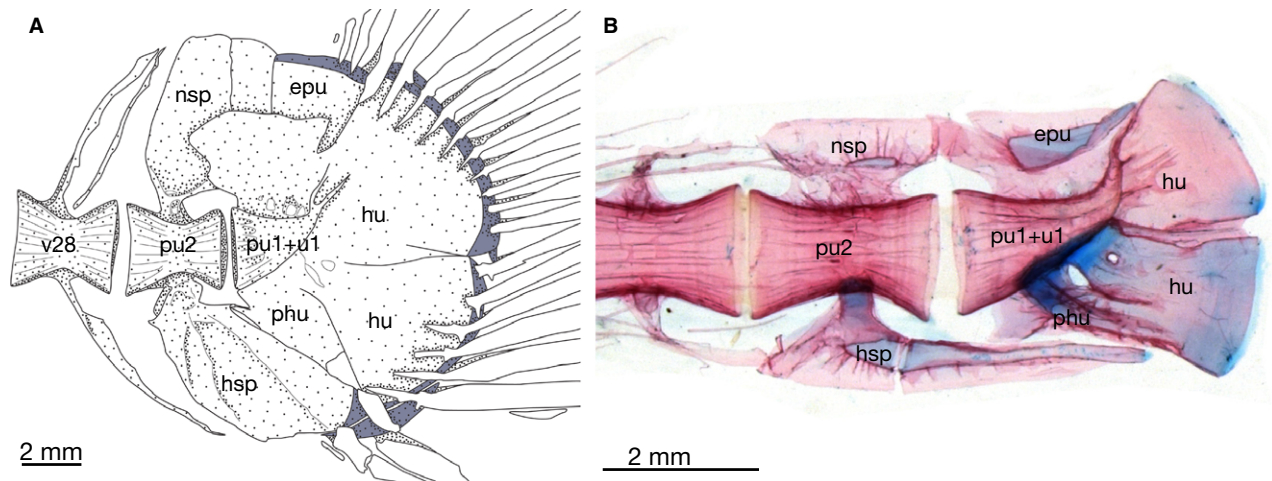 A
nsp
epu
hu
v28
pu2
pu1+u1
phu
hu
hsp
2 mm
B
nsp
epu
hu
pu2
pu1+u1
hu
phu
hsp
2 mm